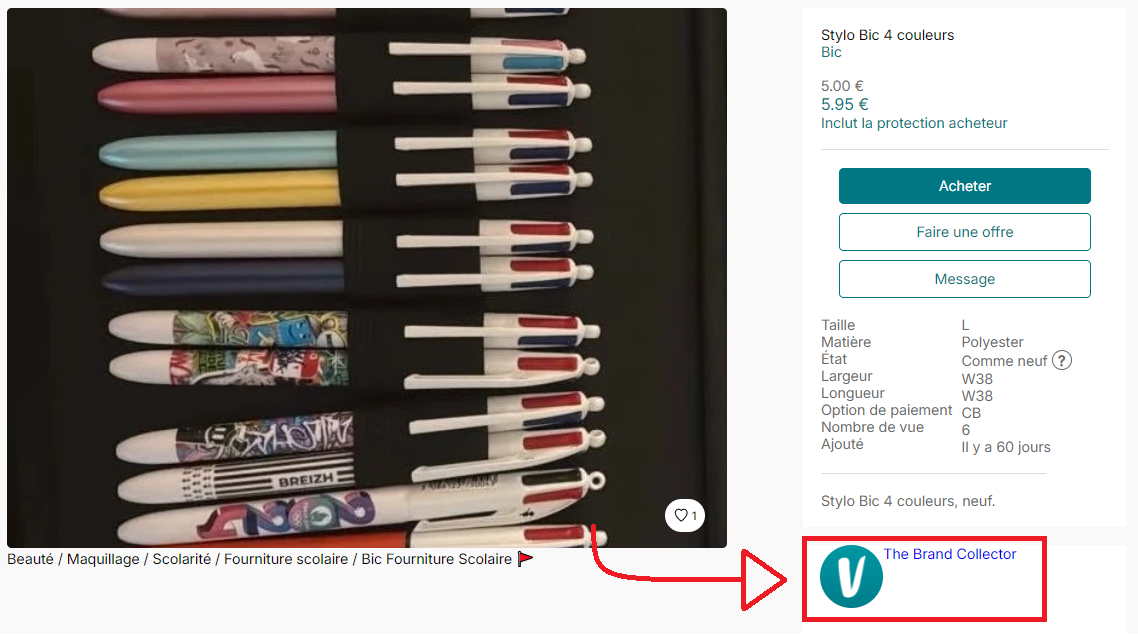 Stylo Bic 4 couleurs
Bic
5.00 €
5.95 €
Inclut la protection acheteur
Acheter
Faire une offre
Message
Taille L
Matière Polyester
État Comme neuf ?
Largeur W38
Longueur W38
Option de paiement CB
Nombre de vue 6
Ajouté Il y a 60 jours
Stylo Bic 4 couleurs, neuf.
BREIZH
1
Beauté / Maquillage / Scolarité / Fourniture scolaire / Bic Fourniture Scolaire
V The Brand Collector